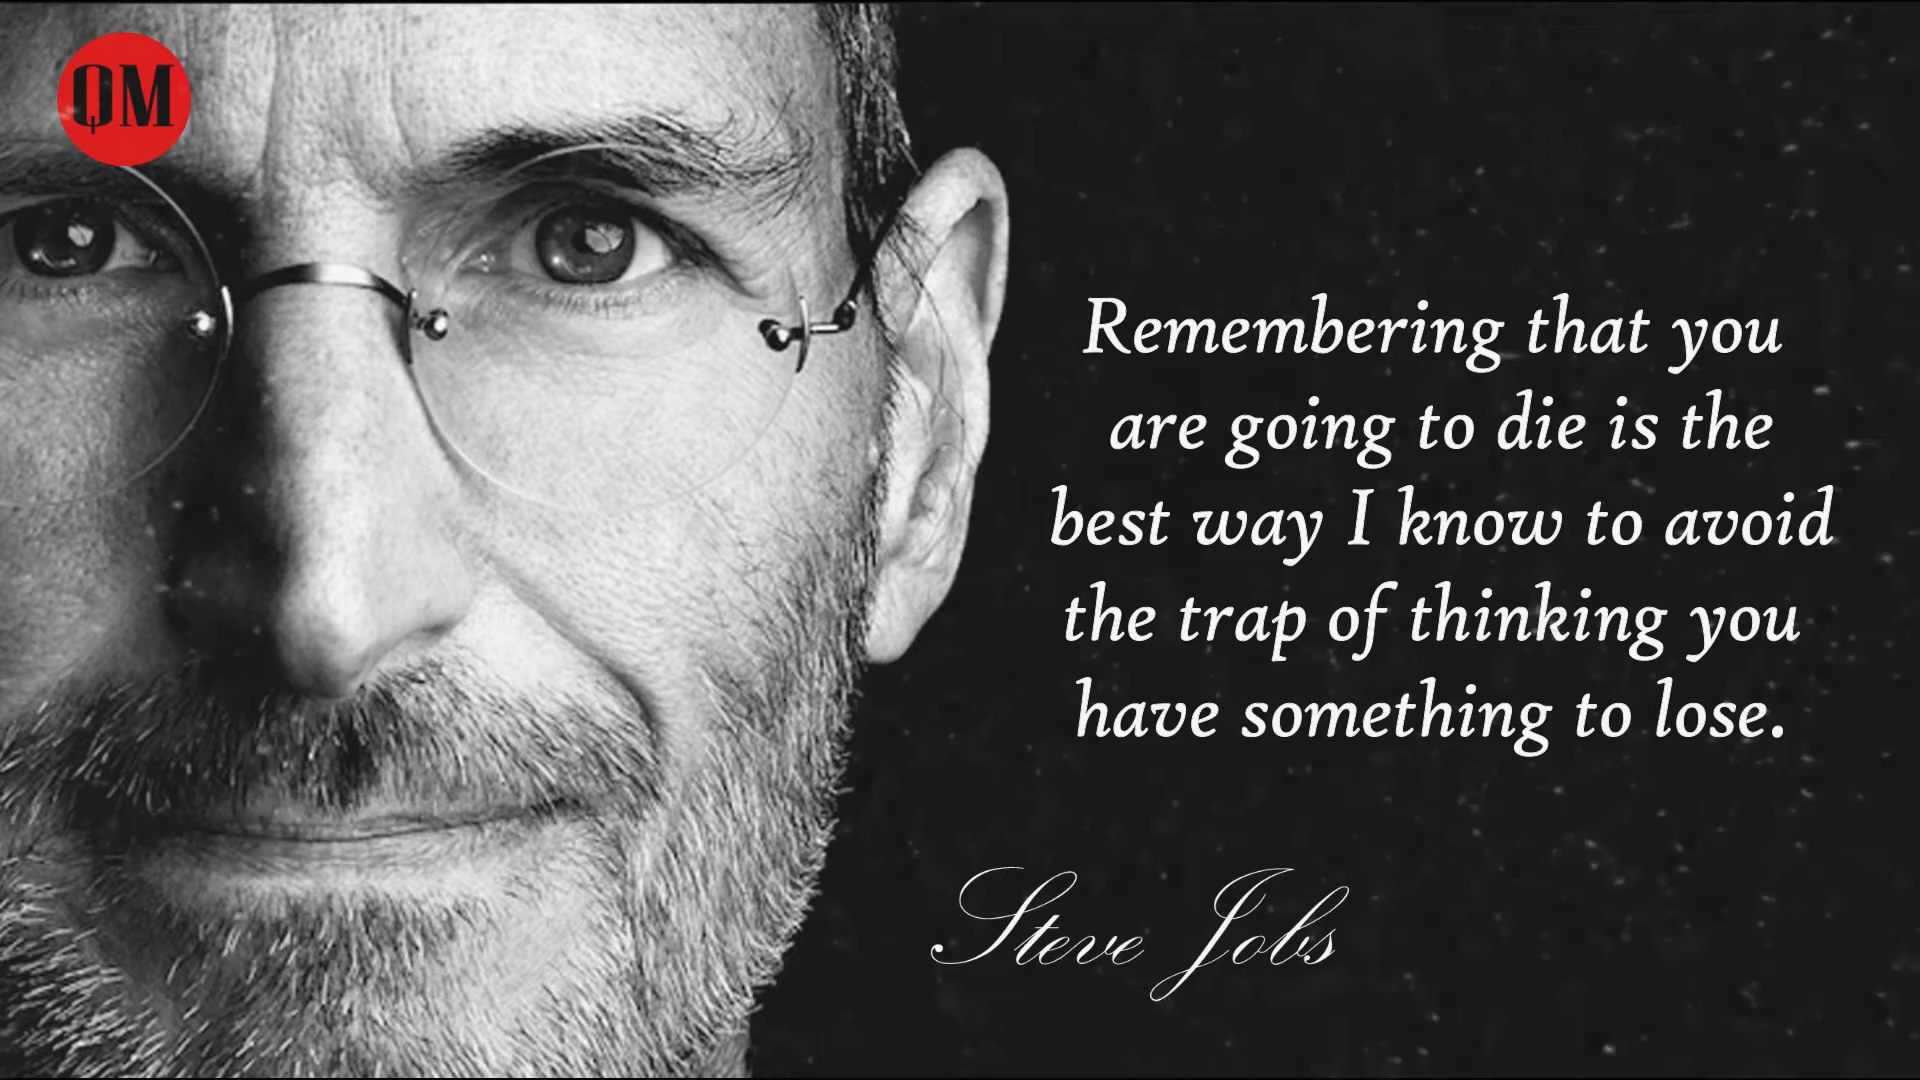 QM
Remembering that you
are going to die is the
best way I know to avoid
the trap of thinking you
have something to lose.
Steve Jobs